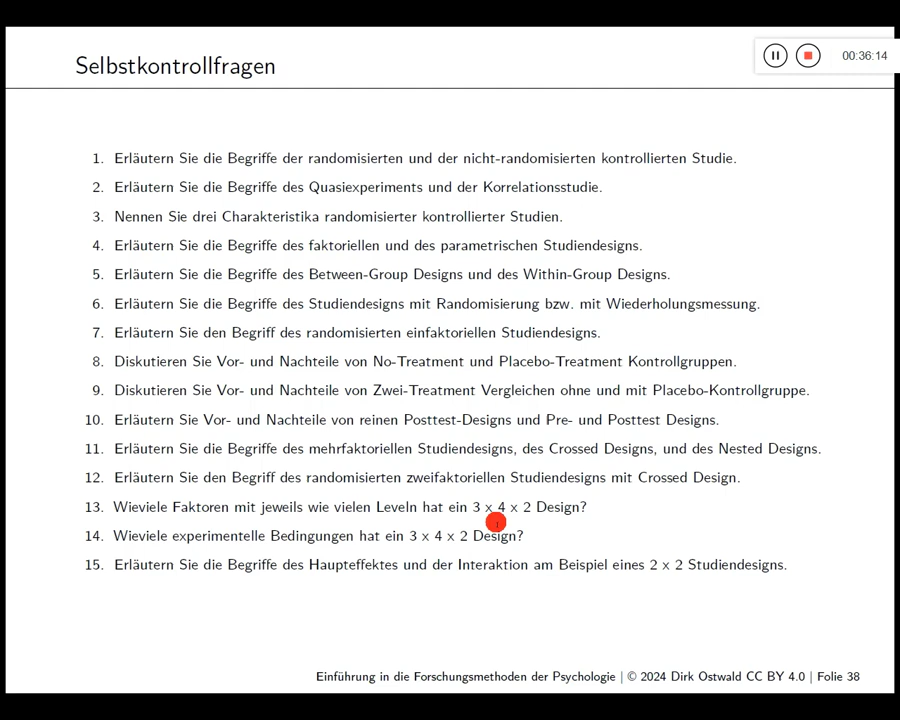 Selbstkontrollfragen
00:36:14
1. Erläutern Sie die Begriffe der randomisierten und der nicht-randomisierten kontrollierten Studie.
2. Erläutern Sie die Begriffe des Quasiexperiments und der Korrelationsstudie.
3. Nennen Sie drei Charakteristika randomisierter kontrollierter Studien.
4. Erläutern Sie die Begriffe des faktoriellen und des parametrischen Studiendesigns.
5. Erläutern Sie die Begriffe des Between-Group Designs und des Within-Group Designs.
6. Erläutern Sie die Begriffe des Studiendesigns mit Randomisierung bzw. mit Wiederholungsmessung.
7. Erläutern Sie den Begriff des randomisierten einfaktoriellen Studiendesigns.
8. Diskutieren Sie Vor- und Nachteile von No-Treatment und Placebo-Treatment Kontrollgruppen.
9. Diskutieren Sie Vor- und Nachteile von Zwei-Treatment Vergleichen ohne und mit Placebo-Kontrollgruppe.
10. Erläutern Sie Vor- und Nachteile von reinen Posttest-Designs und Pre- und Posttest Designs.
11. Erläutern Sie die Begriffe des mehrfaktoriellen Studiendesigns, des Crossed Designs, und des Nested Designs.
12. Erläutern Sie den Begriff des randomisierten zweifaktoriellen Studiendesigns mit Crossed Design.
13. Wieviele Faktoren mit jeweils wie vielen Leveln hat ein 3 x 4 x 2 Design?
14. Wieviele experimentelle Bedingungen hat ein 3 x 4 x 2 Design?
15. Erläutern Sie die Begriffe des Haupteffektes und der Interaktion am Beispiel eines 2 x 2 Studiendesigns.
Einführung in die Forschungsmethoden der Psychologie | © 2024 Dirk Ostwald CC BY 4.0 | Folie 38